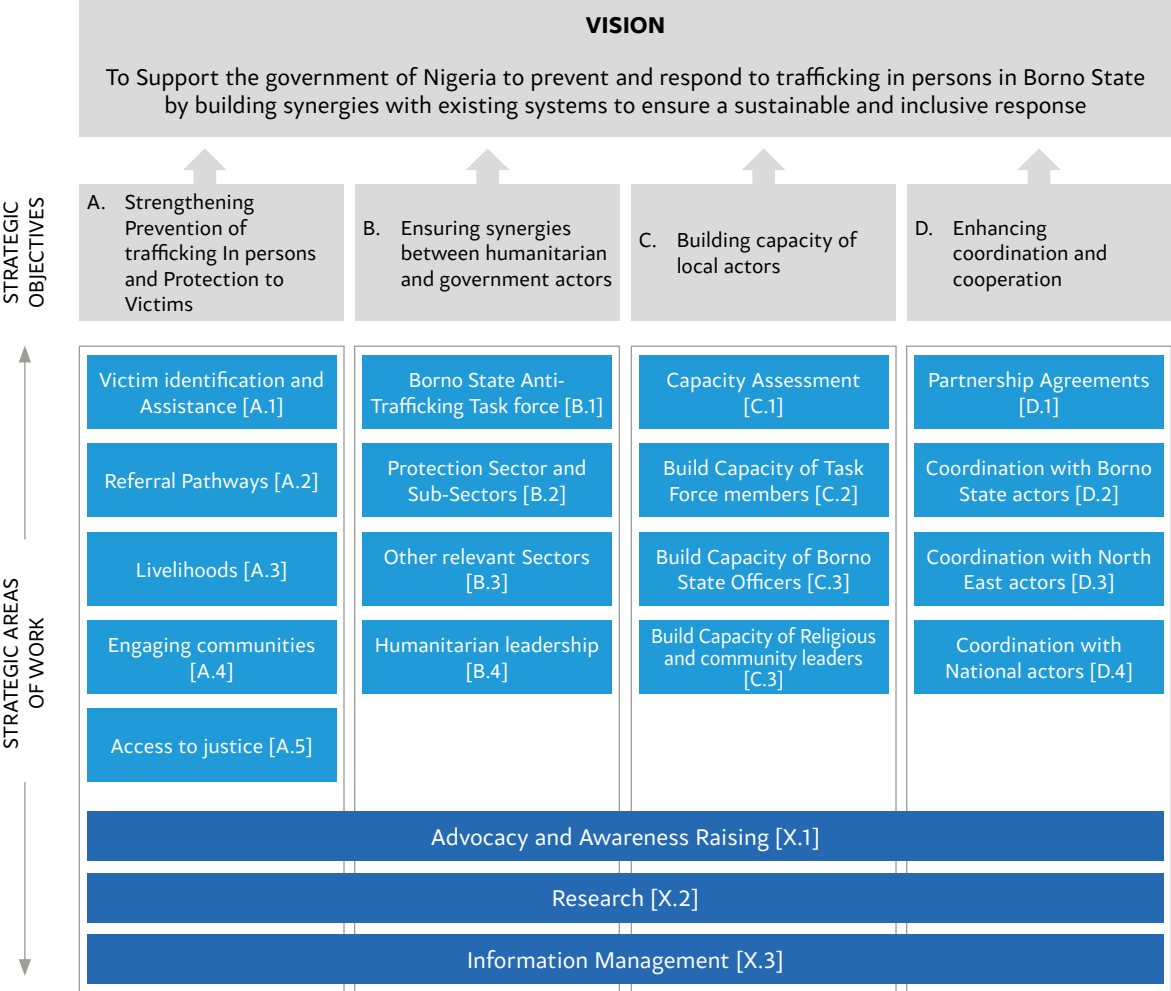 VISION
To Support the government of Nigeria to prevent and respond to trafficking in persons in Borno State
by building synergies with existing systems to ensure a sustainable and inclusive response
STRATEGIC
OBJECTIVES
A. Strengthening
Prevention of
trafficking In persons
and Protection to
Victims
B. Ensuring synergies
between humanitarian
and government actors
C. Building capacity of
local actors
D. Enhancing
coordination and
cooperation
STRATEGIC AREAS
OF WORK
Victim identification and
Assistance [A.1]
Referral Pathways [A.2]
Livelihoods [A.3]
Engaging communities
[A.4]
Access to justice [A.5]
Borno State Anti-
Trafficking Task force [B.1]
Protection Sector and
Sub-Sectors [B.2]
Other relevant Sectors
[B.3]
Humanitarian leadership
[B.4]
Capacity Assessment
[C.1]
Build Capacity of Task
Force members [C.2]
Build Capacity of Borno
State Officers [C.3]
Build Capacity of Religious
and community leaders
[C.3]
Partnership Agreements
[D.1]
Coordination with Borno
State actors [D.2]
Coordination with North
East actors [D.3]
Coordination with
National actors [D.4]
Advocacy and Awareness Raising [X.1]
Research [X.2]
Information Management [X.3]